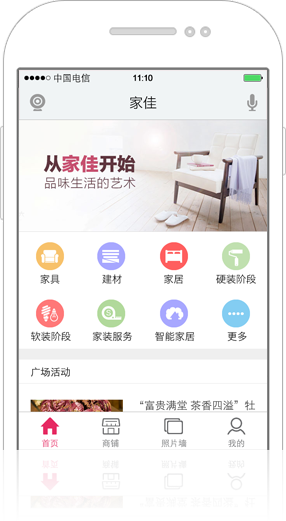 中国电信 11:10
家佳
从家佳开始
品味生活的艺术
家具 建材 家居 硬装阶段
软装阶段 家装服务 智能家居 更多
广场活动
“富贵满堂 茶香四溢”牡
首页 商铺 照片墙 我的